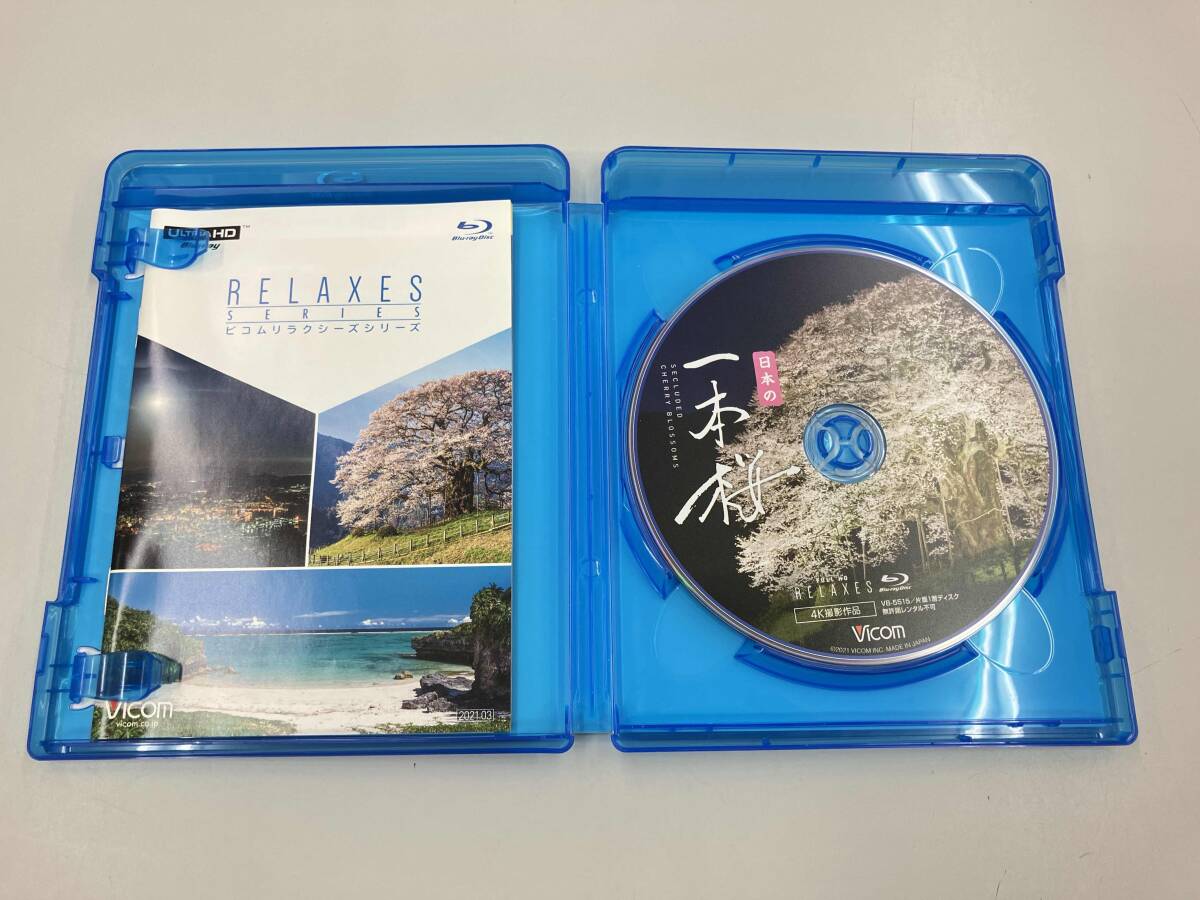 ULTRA HD
Blu-ray
Blu-ray Disc
RELAXES
SERIES
ビコムリラクシーズシリーズ
Vicom
vicom.co.jp
2021.03
日本の
一本桜
SECLUDED
CHERRY BLOSSOMS
RELAXES
Blu-ray Disc
4K撮影作品
VB-5515/片面1層ディスク
無許諾レンタル不可
Vicom
©2021 VICOM INC. MADE IN JAPAN